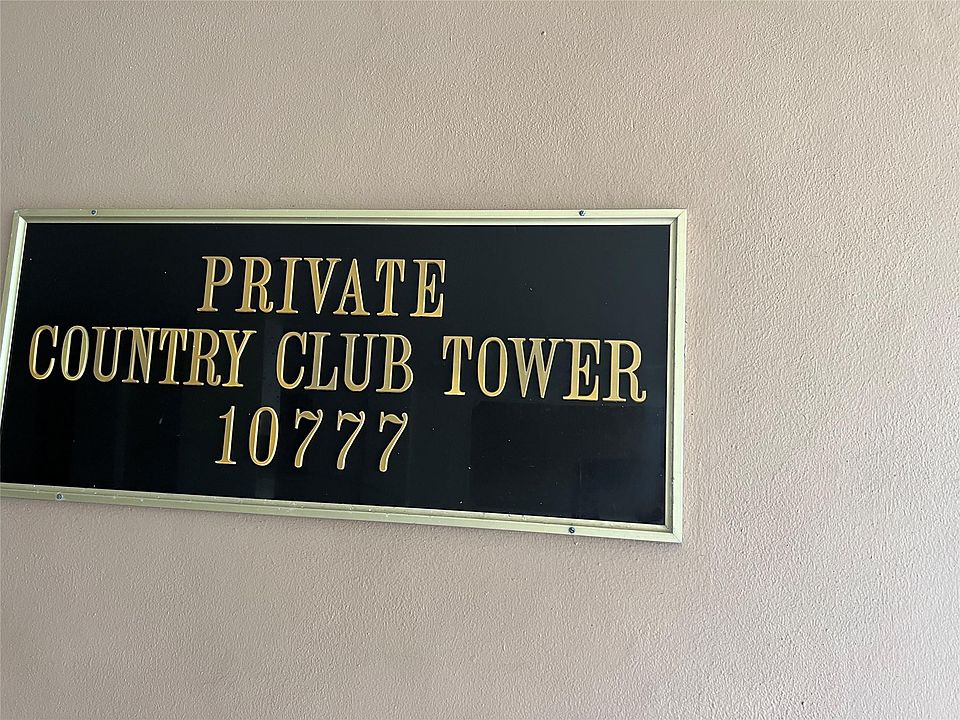 PRIVATE
COUNTRY CLUB TOWER
10777